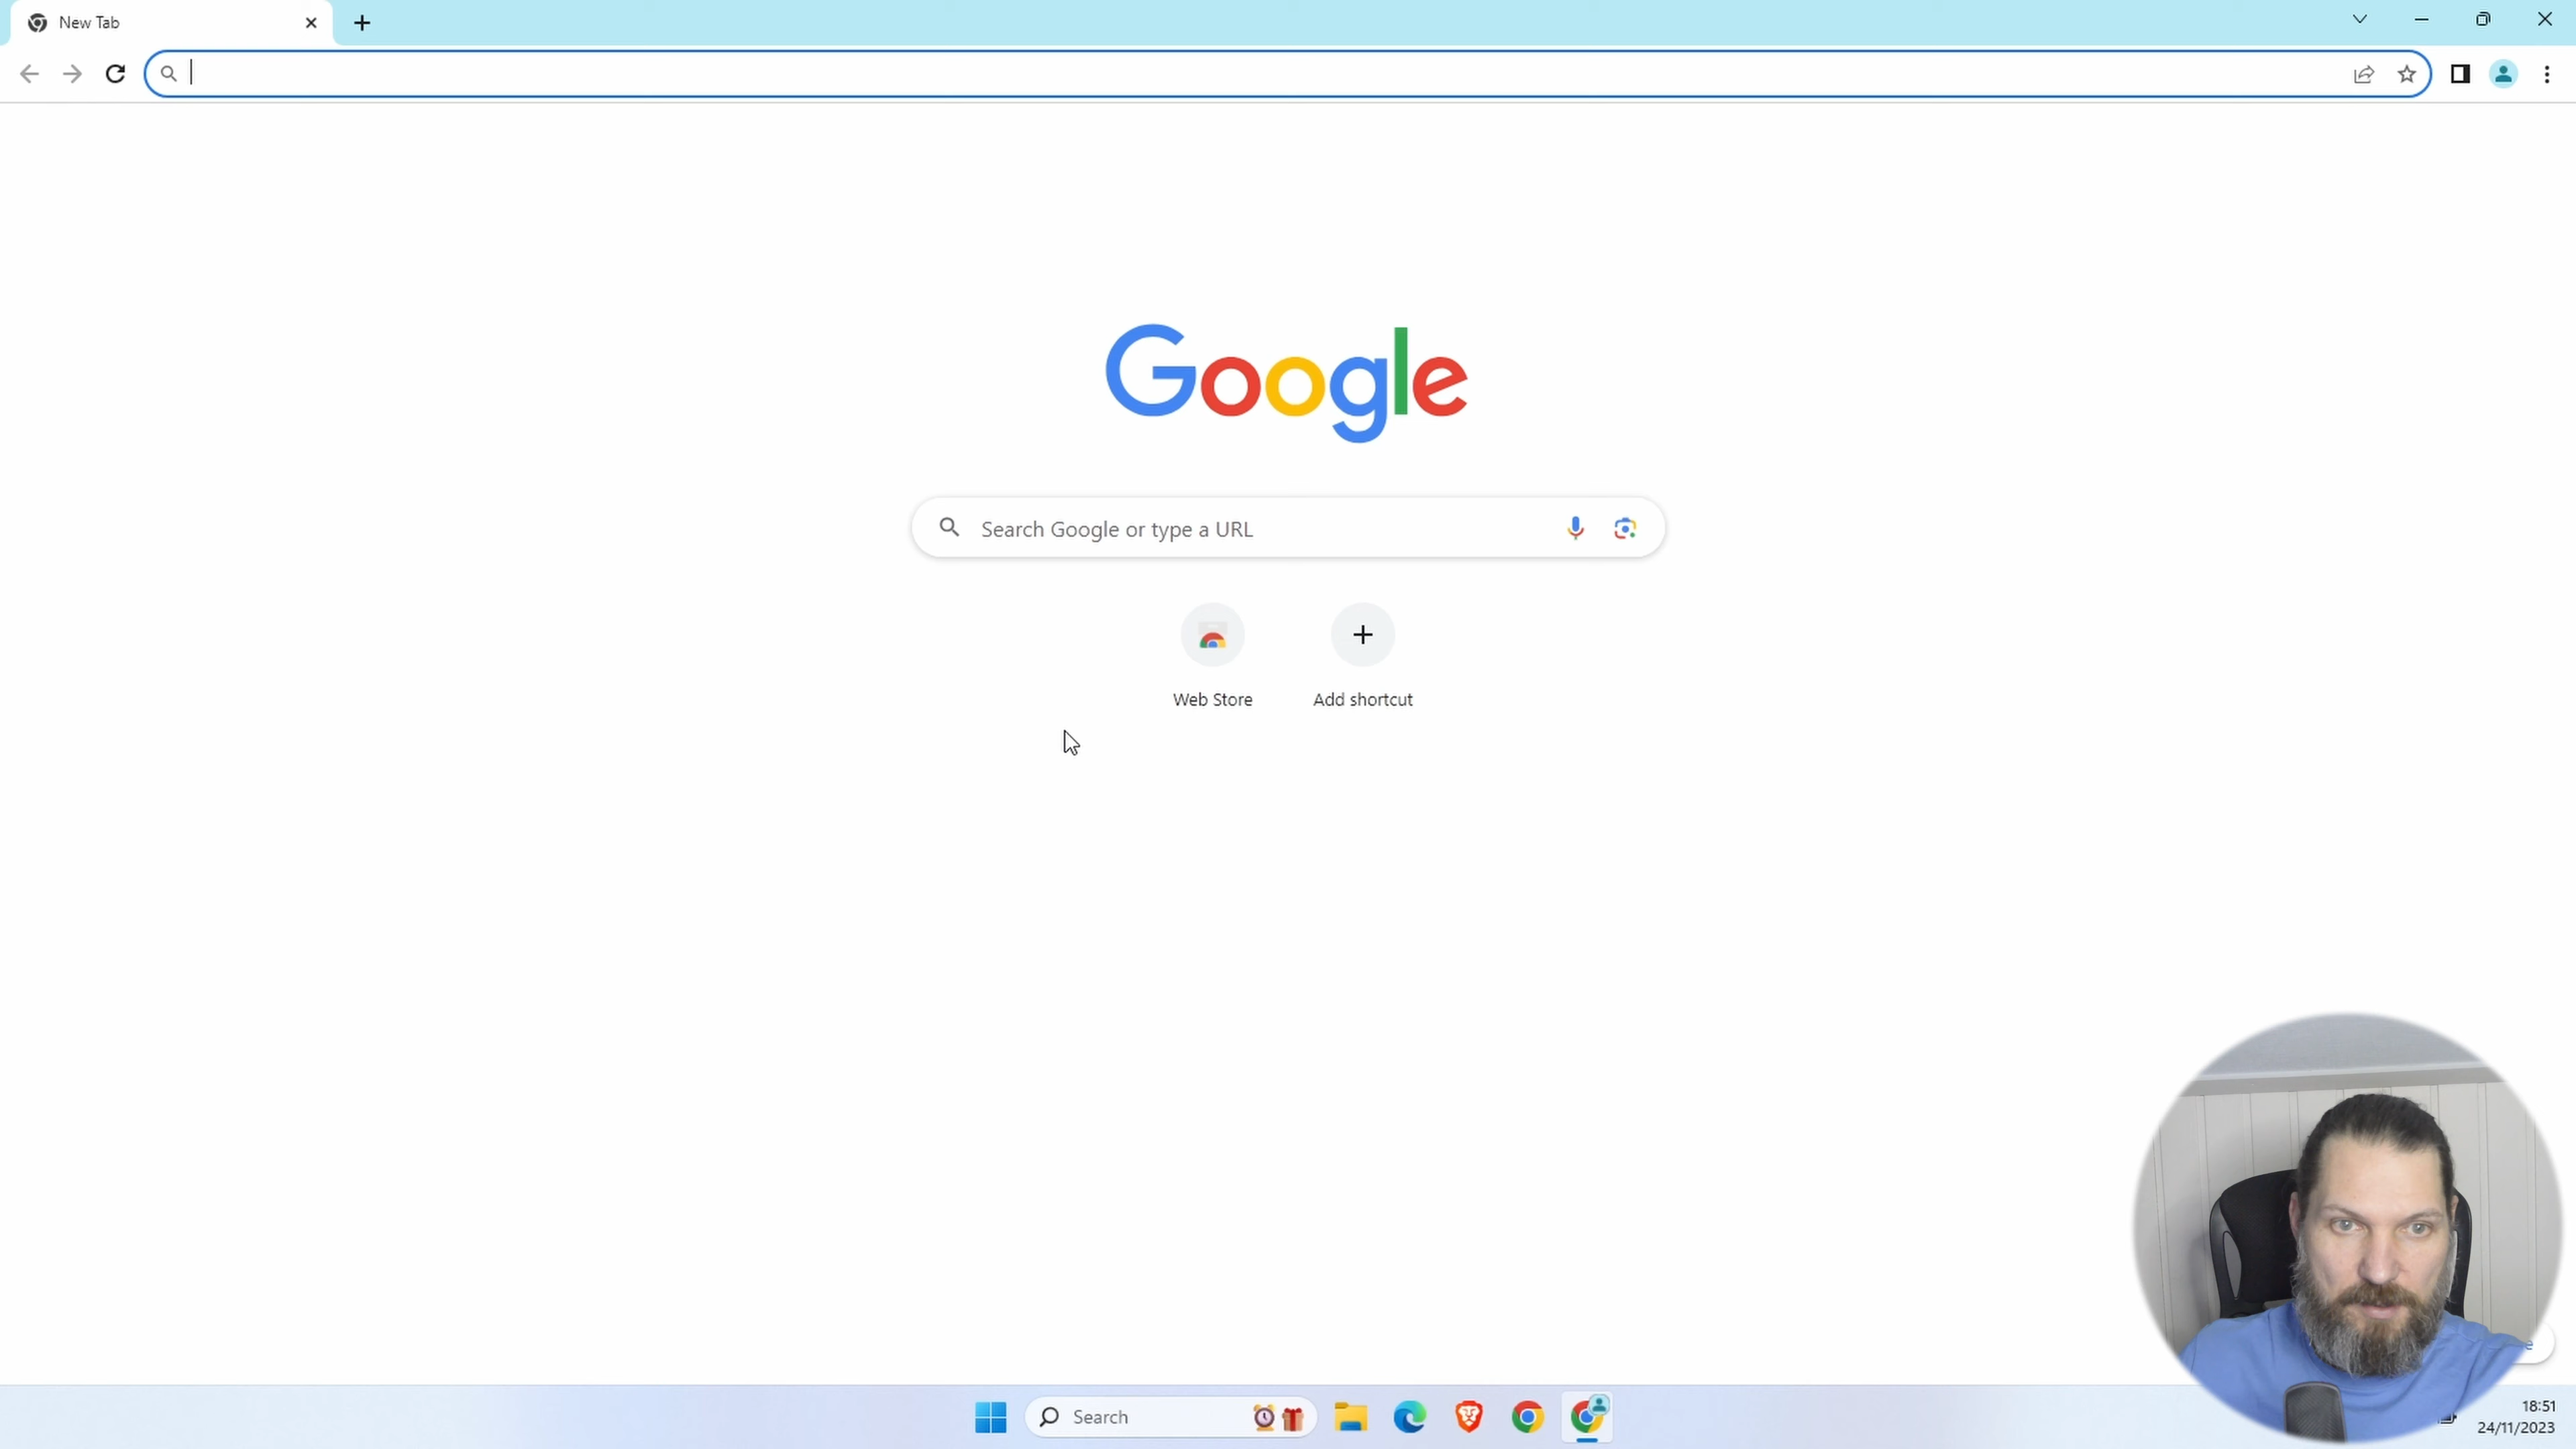 New Tab
Google
Search Google or type a URL
Web Store
Add shortcut
Search
18:51
24/11/2023